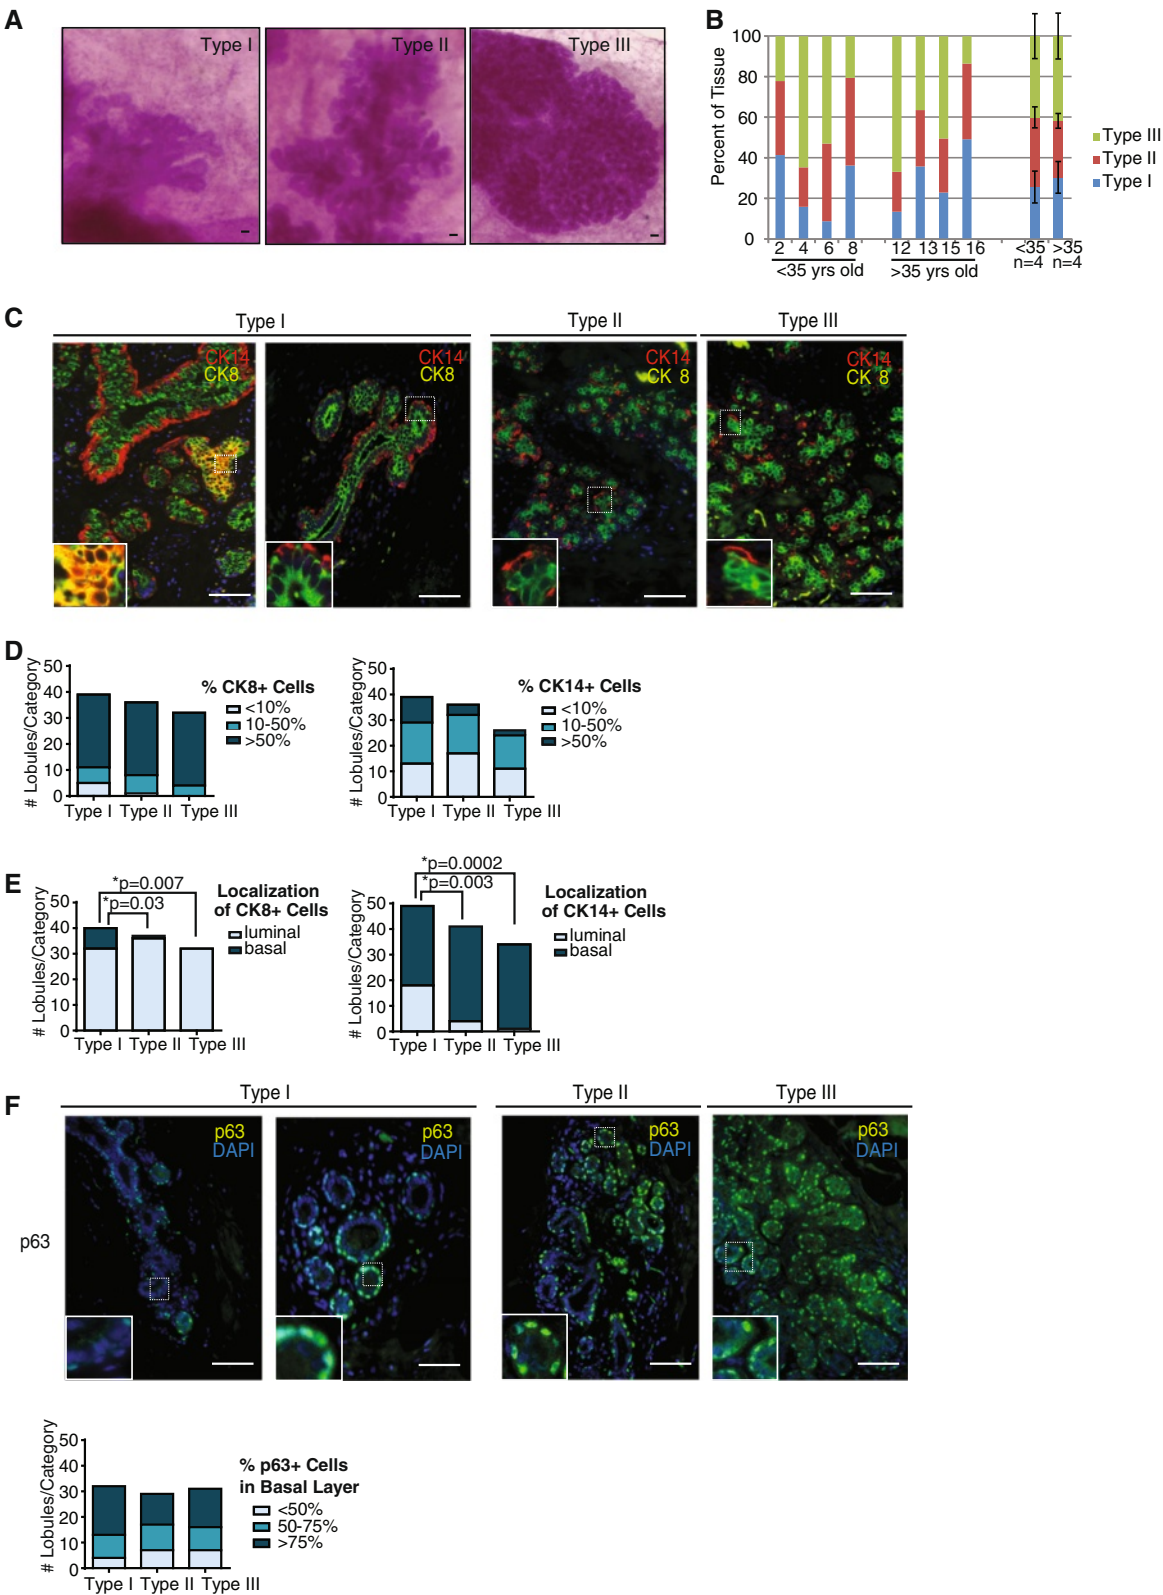 A
Type I
Type II
Type III
B
Percent of Tissue
100
80
60
40
20
0
2 4 6 8
12 13 15 16
<35 >35
n=4 n=4
<35 yrs old
>35 yrs old
Type III
Type II
Type I
C
Type I
Type II
Type III
CK14
CK8
CK14
CK8
CK14
CK 8
CK14
CK 8
D
# Lobules/Category
50
40
30
20
10
0
Type I Type II Type III
% CK8+ Cells
<10%
10-50%
>50%
# Lobules/Category
50
40
30
20
10
0
Type I Type II Type III
% CK14+ Cells
<10%
10-50%
>50%
E
# Lobules/Category
50
40
30
20
10
0
*p=0.007
*p=0.03
Type I Type II Type III
Localization
of CK8+ Cells
luminal
basal
# Lobules/Category
50
40
30
20
10
0
*p=0.0002
*p=0.003
Type I Type II Type III
Localization
of CK14+ Cells
luminal
basal
F
Type I
Type II
Type III
p63
p63
DAPI
p63
DAPI
p63
DAPI
p63
DAPI
# Lobules/Category
50
40
30
20
10
0
Type I Type II Type III
% p63+ Cells
in Basal Layer
<50%
50-75%
>75%